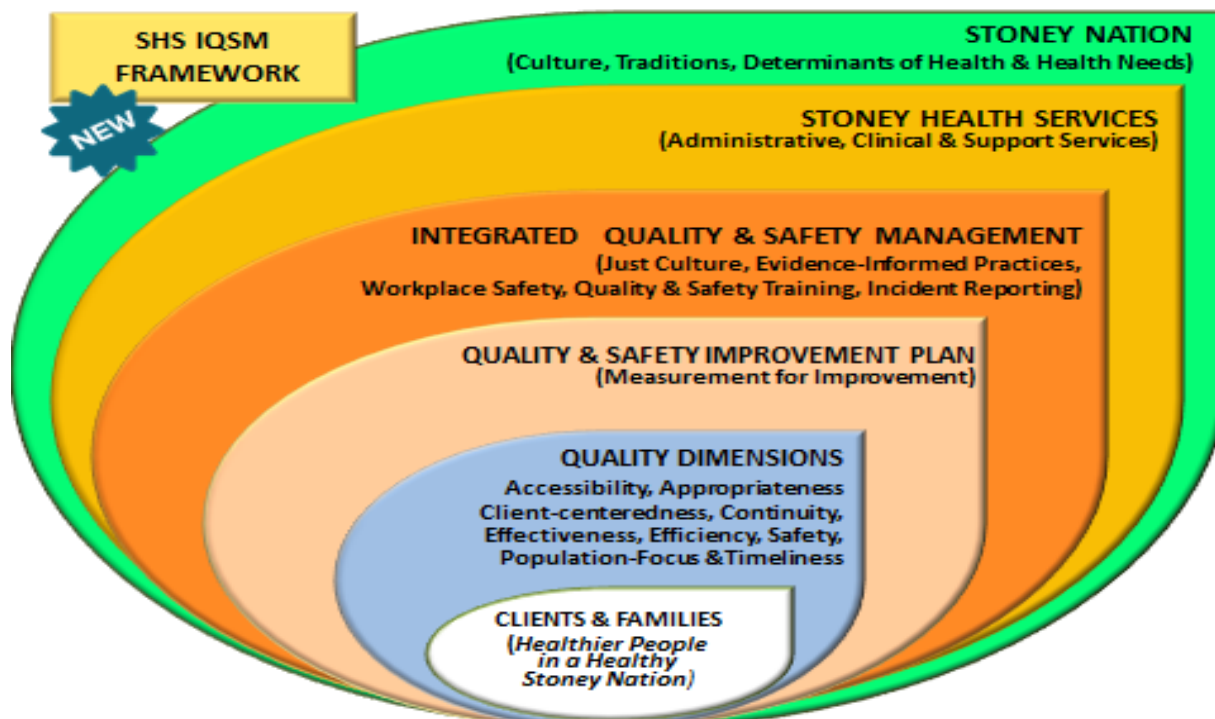 SHS IQSM
FRAMEWORK
NEW
STONEY NATION
(Culture, Traditions, Determinants of Health & Health Needs)
STONEY HEALTH SERVICES
(Administrative, Clinical & Support Services)
INTEGRATED QUALITY & SAFETY MANAGEMENT
(Just Culture, Evidence-Informed Practices,
Workplace Safety, Quality & Safety Training, Incident Reporting)
QUALITY & SAFETY IMPROVEMENT PLAN
(Measurement for Improvement)
QUALITY DIMENSIONS
Accessibility, Appropriateness
Client-centeredness, Continuity,
Effectiveness, Efficiency, Safety,
Population-Focus &Timeliness
CLIENTS & FAMILIES
(Healthier People
in a Healthy
Stoney Nation)